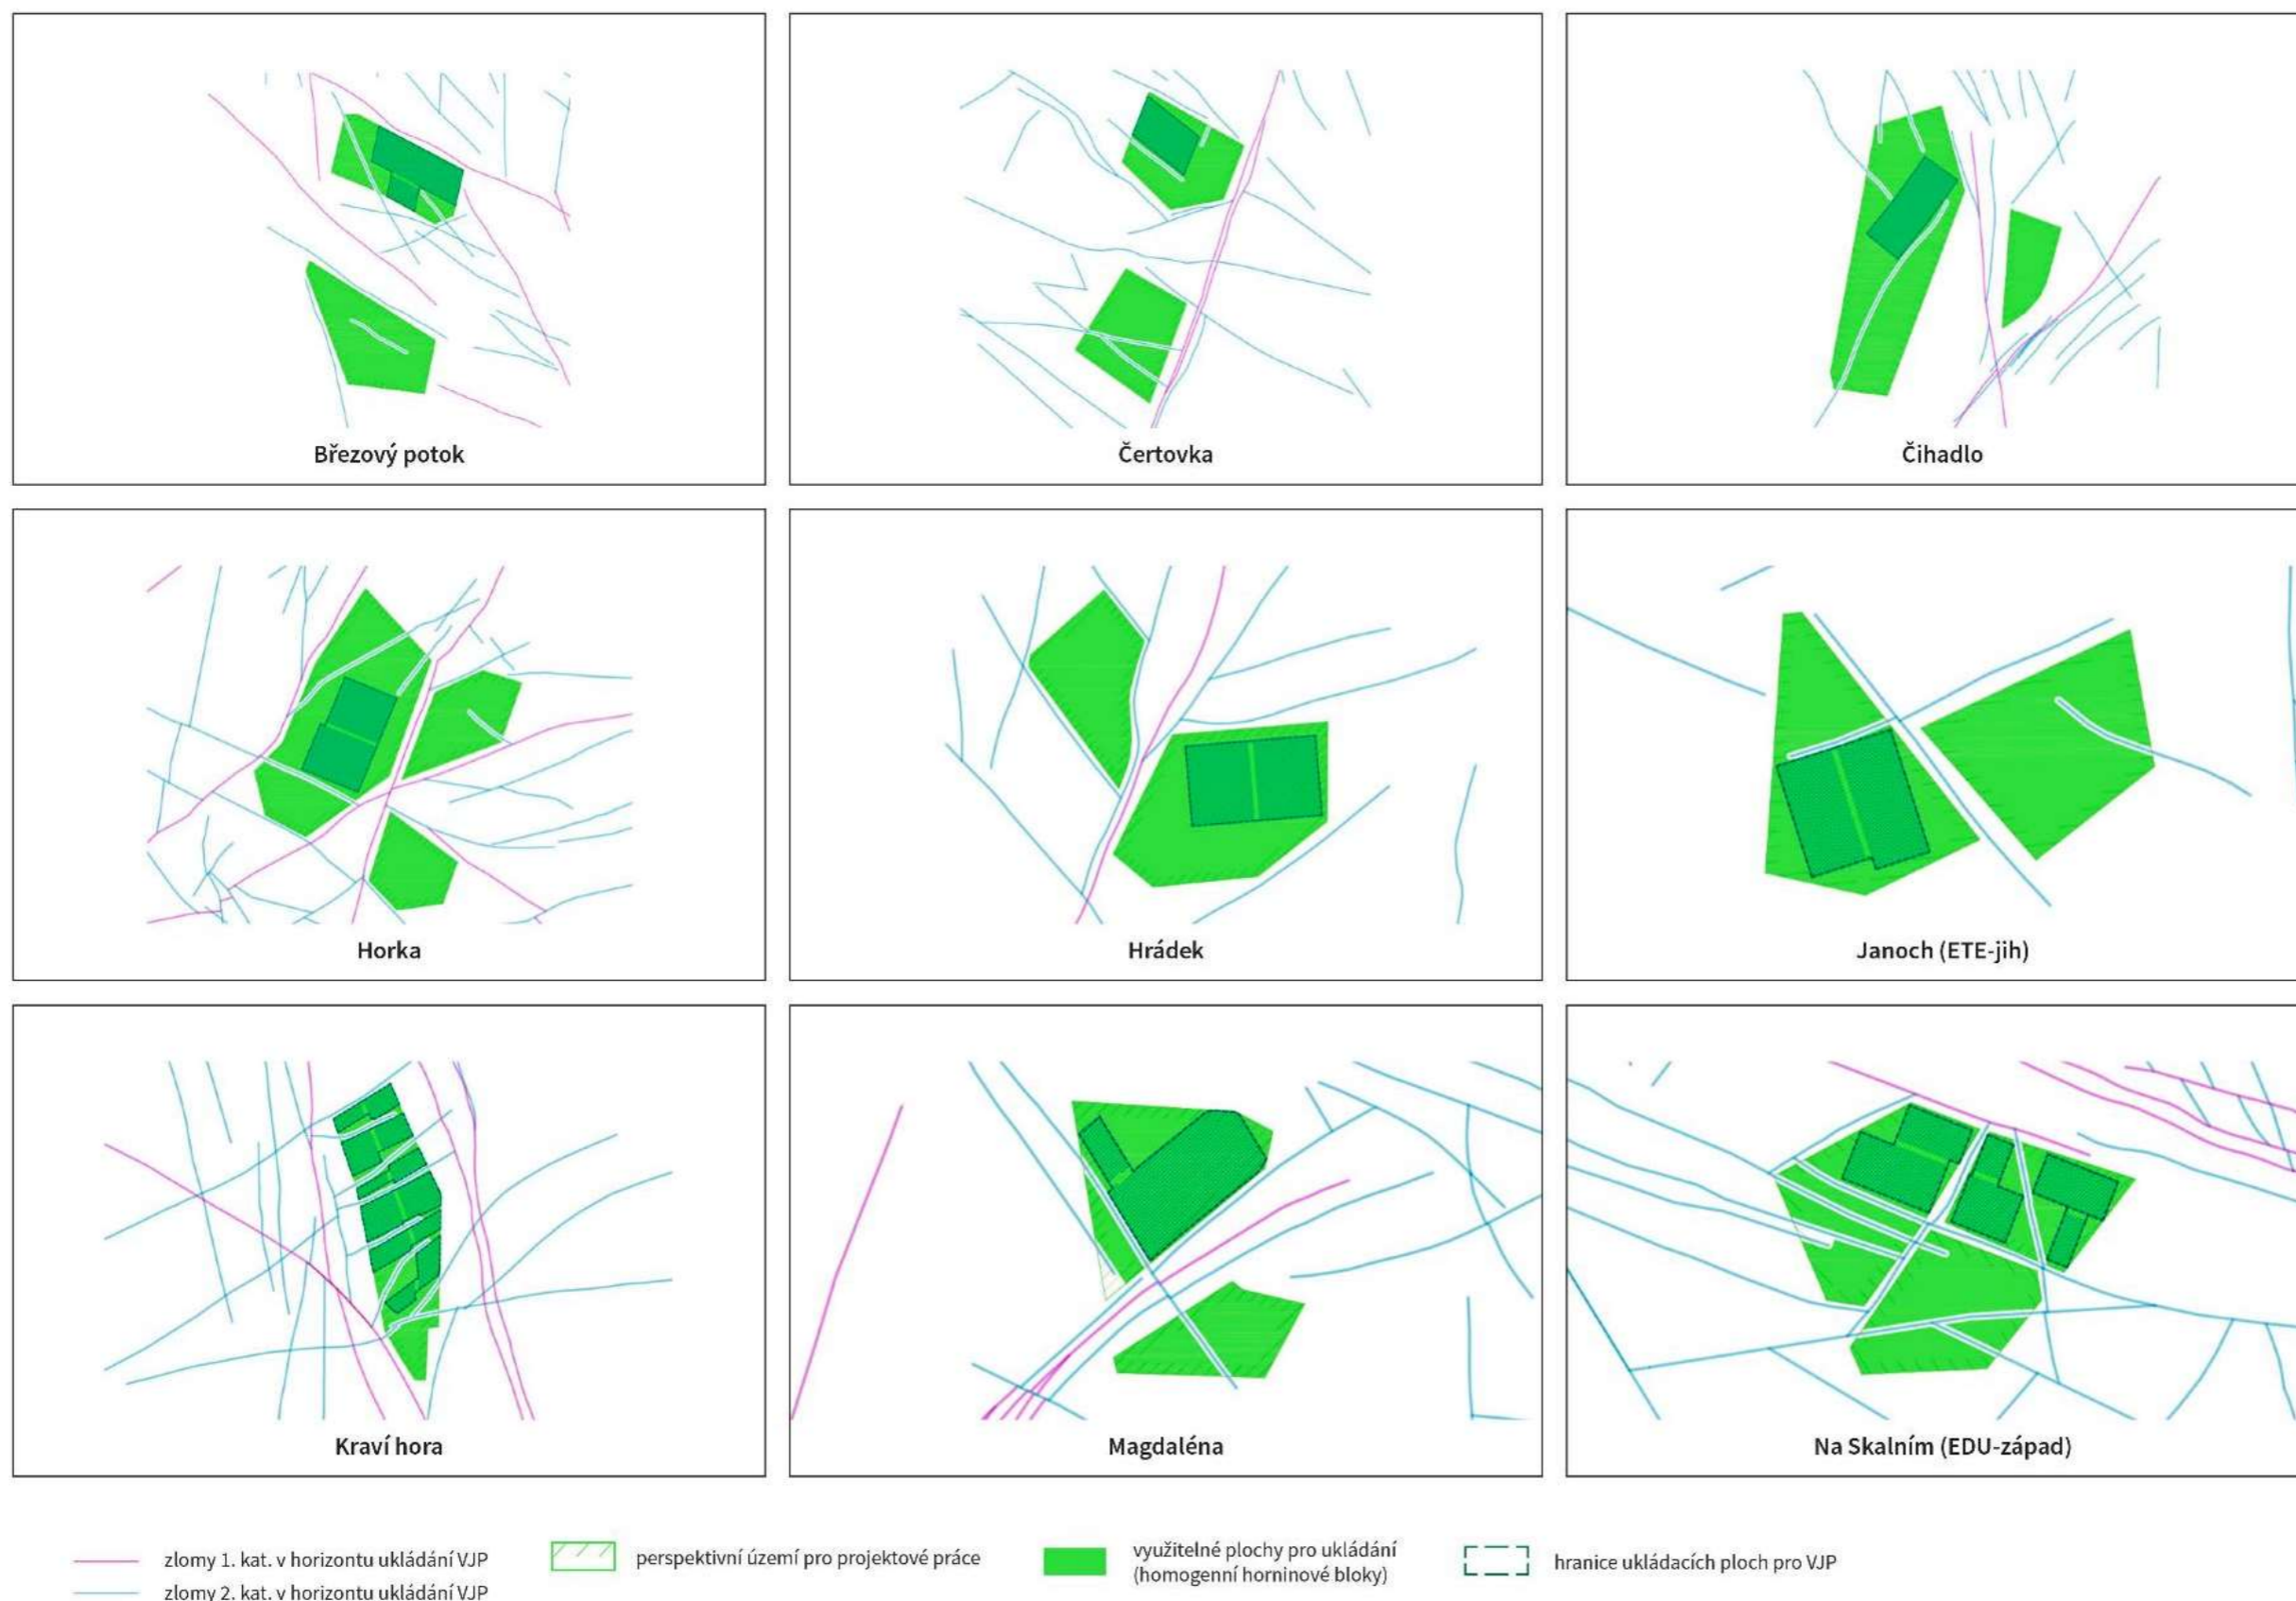 Březový potok
Čertovka
Čihadlo
Horka
Hrádek
Janoch (ETE-jih)
Kraví hora
Magdaléna
Na Skalním (EDU-západ)
zlomy 1. kat. v horizontu ukládání VJP
zlomy 2. kat. v horizontu ukládání VJP
perspektivní území pro projektové práce
využitelné plochy pro ukládání
(homogenní horninové bloky)
hranice ukládacích ploch pro VJP